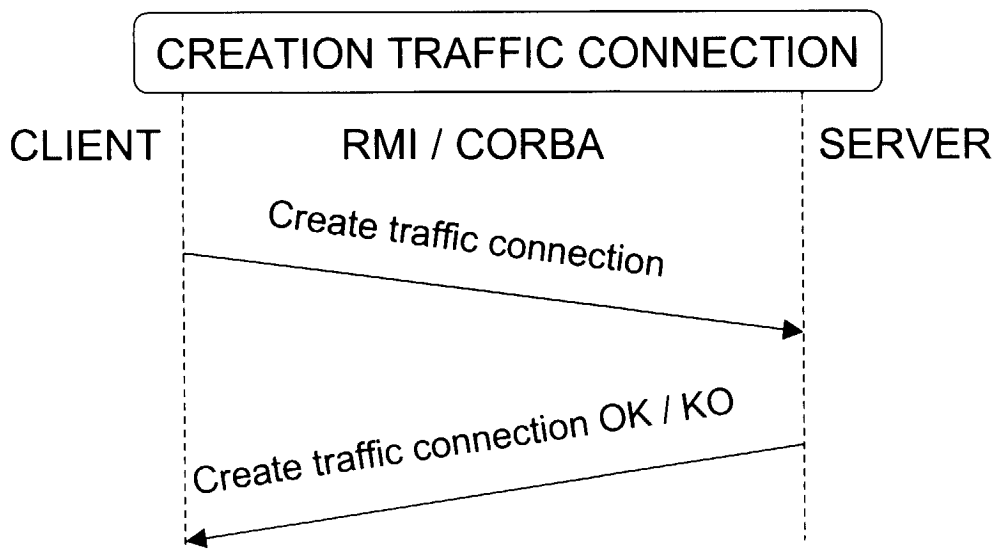 CREATION TRAFFIC CONNECTION
CLIENT
RMI / CORBA
SERVER
Create traffic connection
Create traffic connection OK / KO